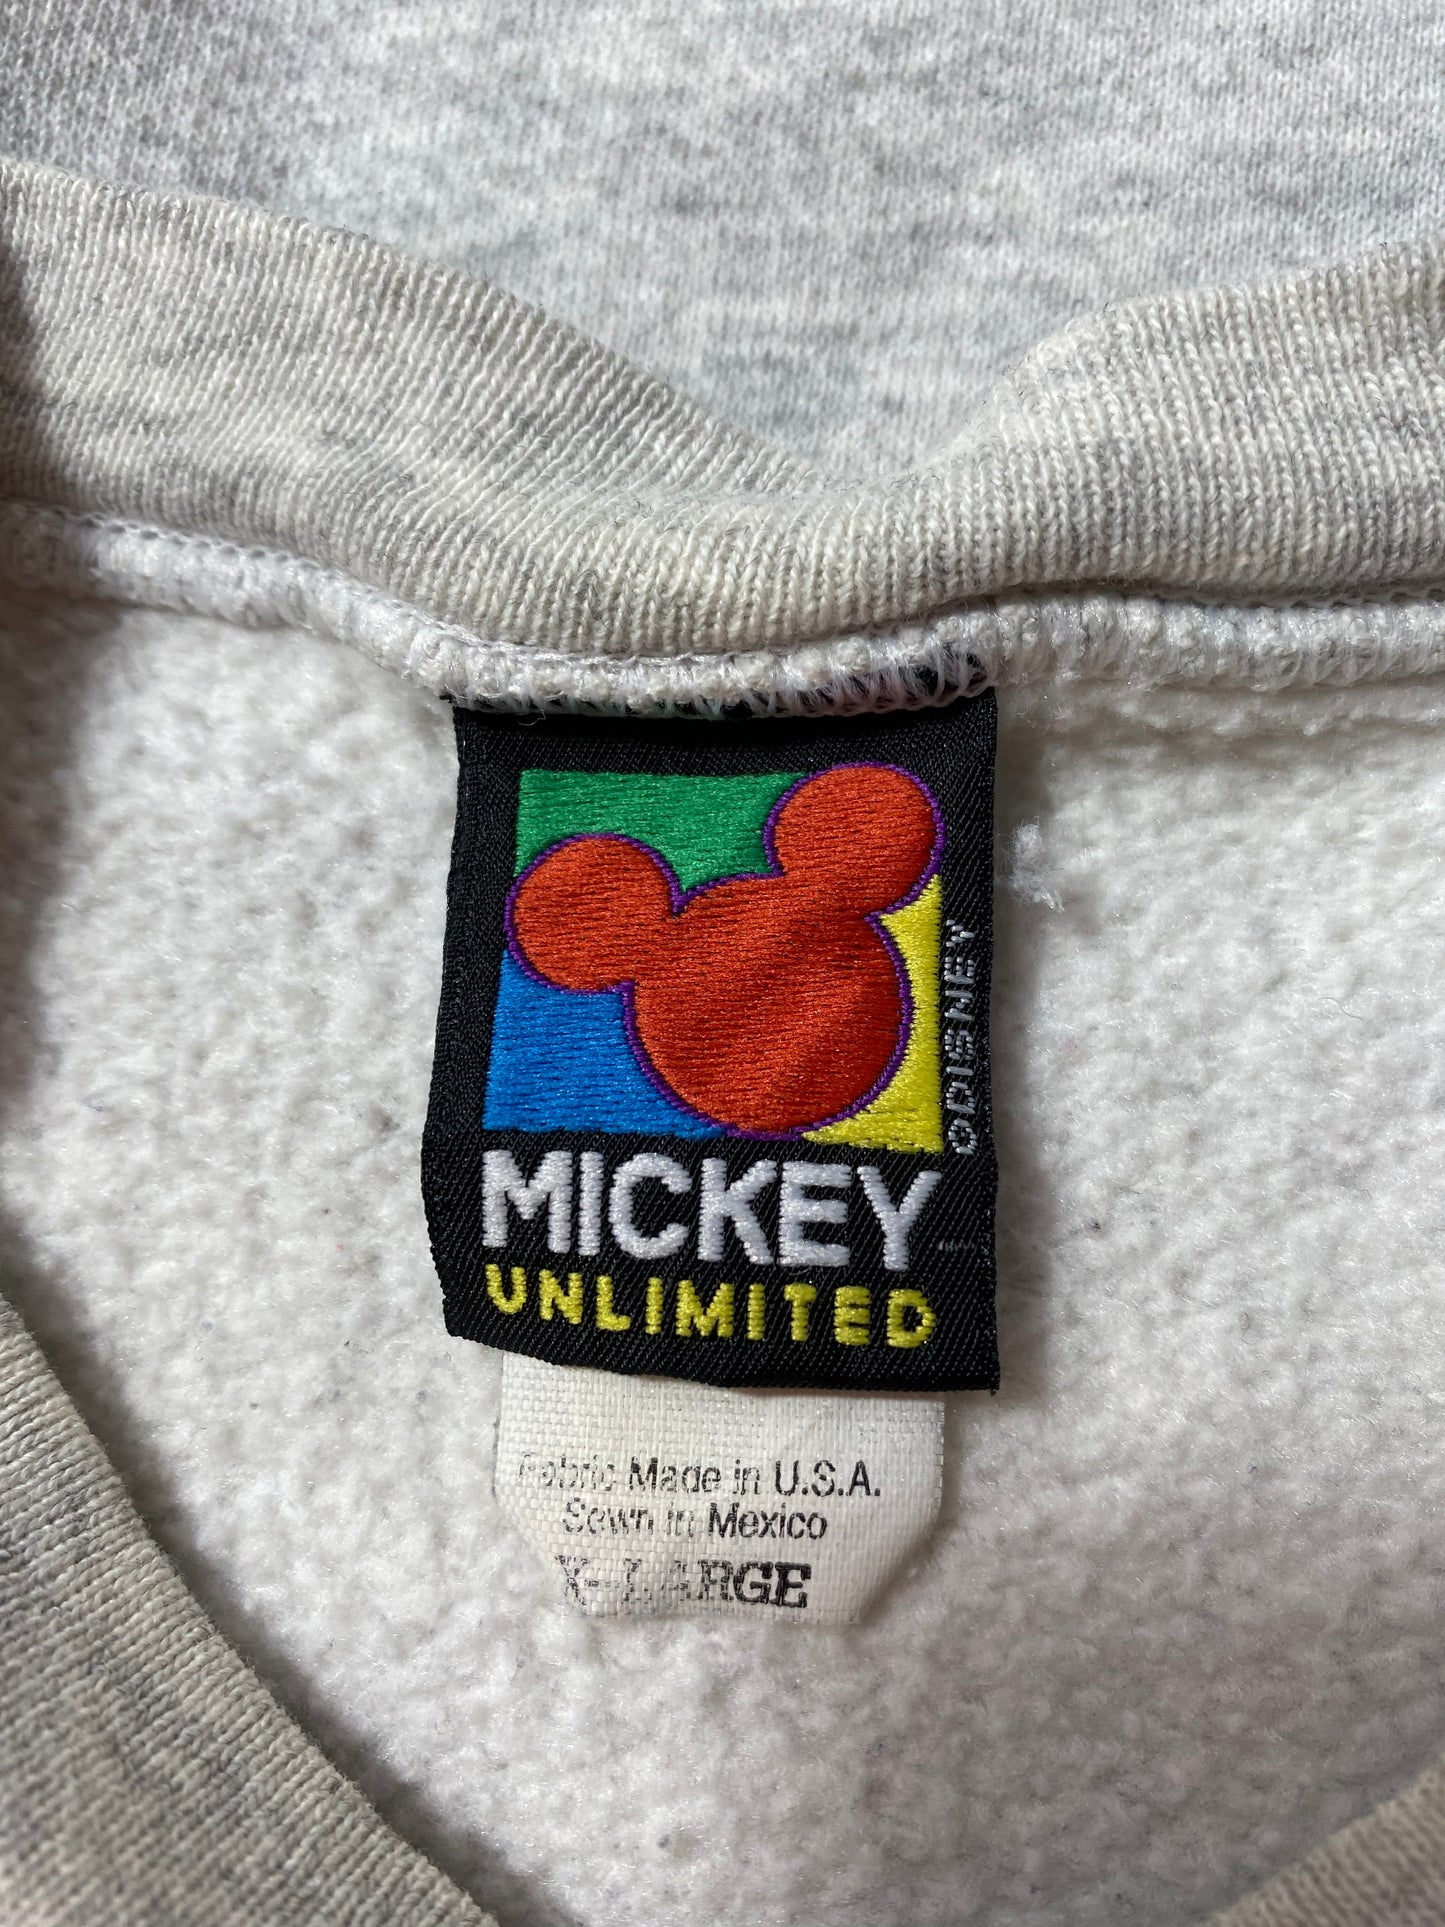 ©DISNEY
MICKEY
UNLIMITED
Fabric Made in U.S.A.
Sewn in Mexico
X-LARGE